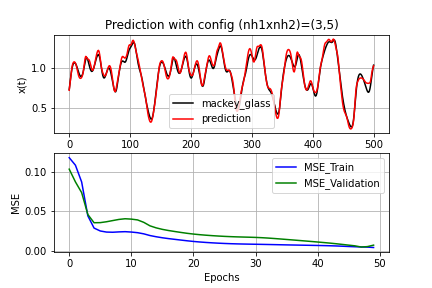 Prediction with config (nh1xnh2)=(3,5)
x(t)
1.0
0.5
mackey_glass
prediction
0 100 200 300 400 500
MSE
0.10
0.05
0.00
MSE_Train
MSE_Validation
0 10 20 30 40 50
Epochs